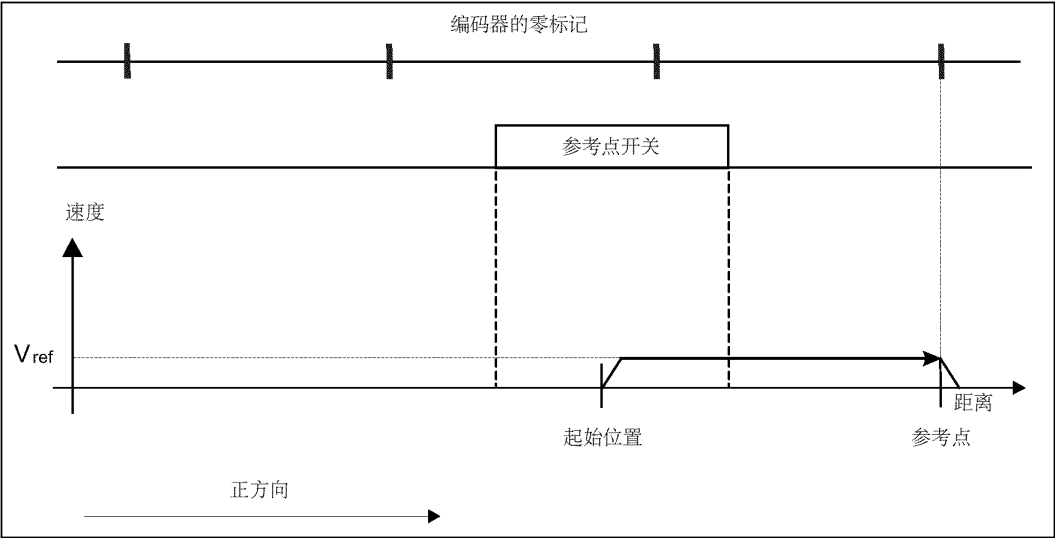 编码器的零标记
参考点开关
速度
Vref
距离
起始位置
参考点
正方向